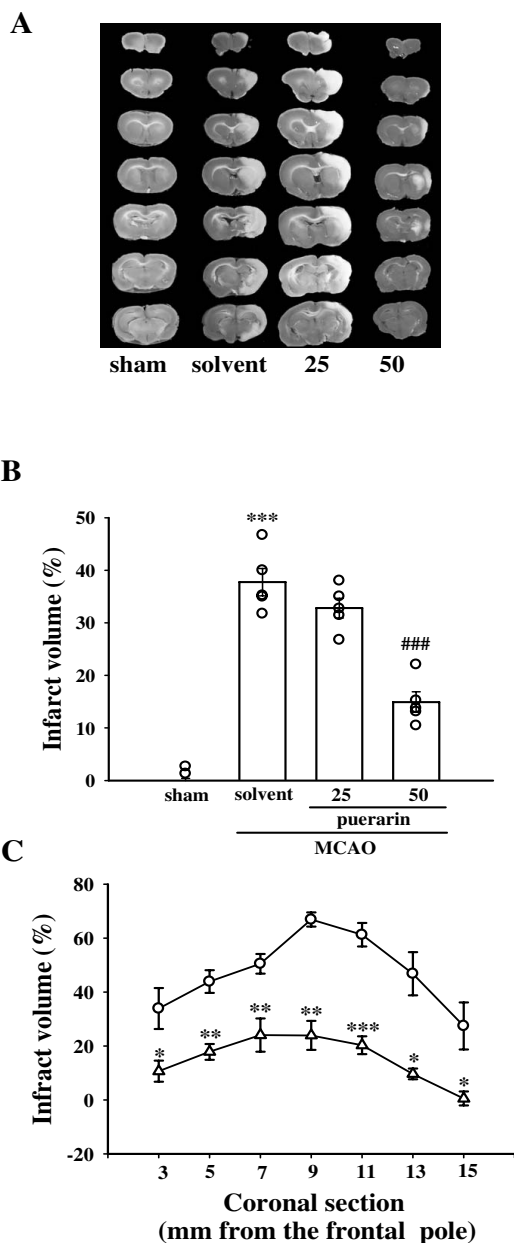 A
sham solvent 25 50
B
Infarct volume (%)
50
40
30
20
10
0
***
###
sham solvent 25 50
puerarin
MCAO
C
Infract volume (%)
80
60
40
20
0
-20
* ** ** ** *** * *
3 5 7 9 11 13 15
Coronal section
(mm from the frontal pole)